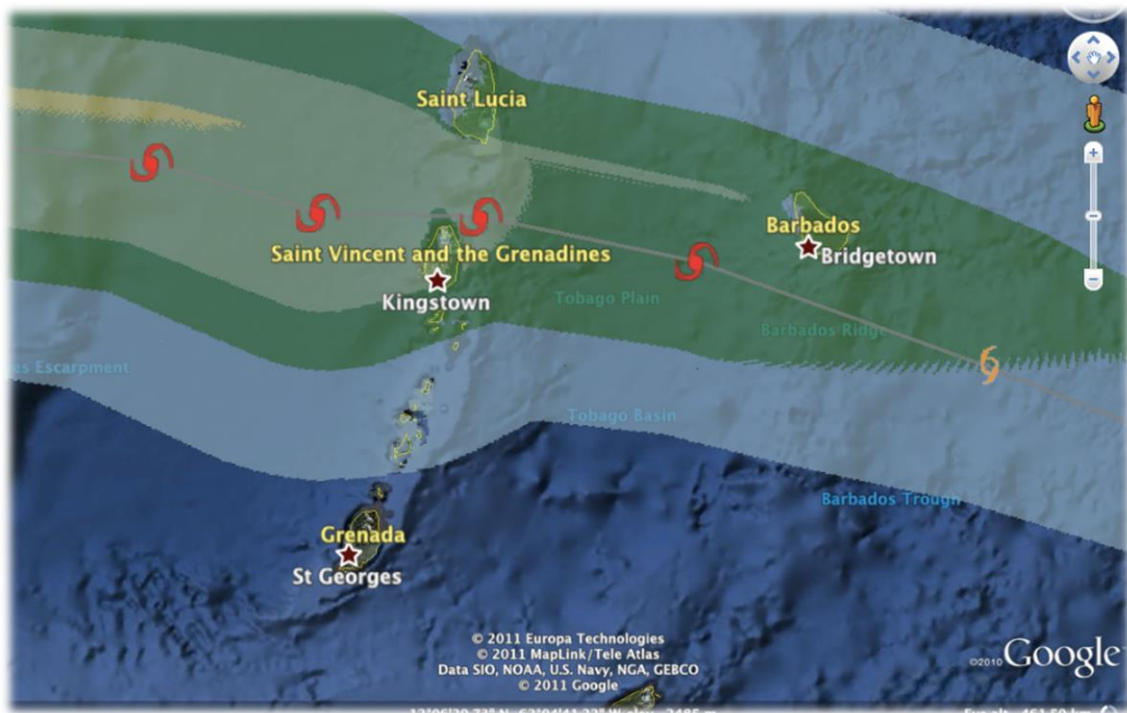 Saint Lucia
Barbados
Bridgetown
Saint Vincent and the Grenadines
Kingstown
Tobago Plain
Barbados Ridge
es Escarpment
Tobago Basin
Barbados Trough
Grenada
St Georges
© 2011 Europa Technologies
© 2011 MapLink/Tele Atlas
Data SIO, NOAA, U.S. Navy, NGA, GEBCO
© 2011 Google
©2010 Google